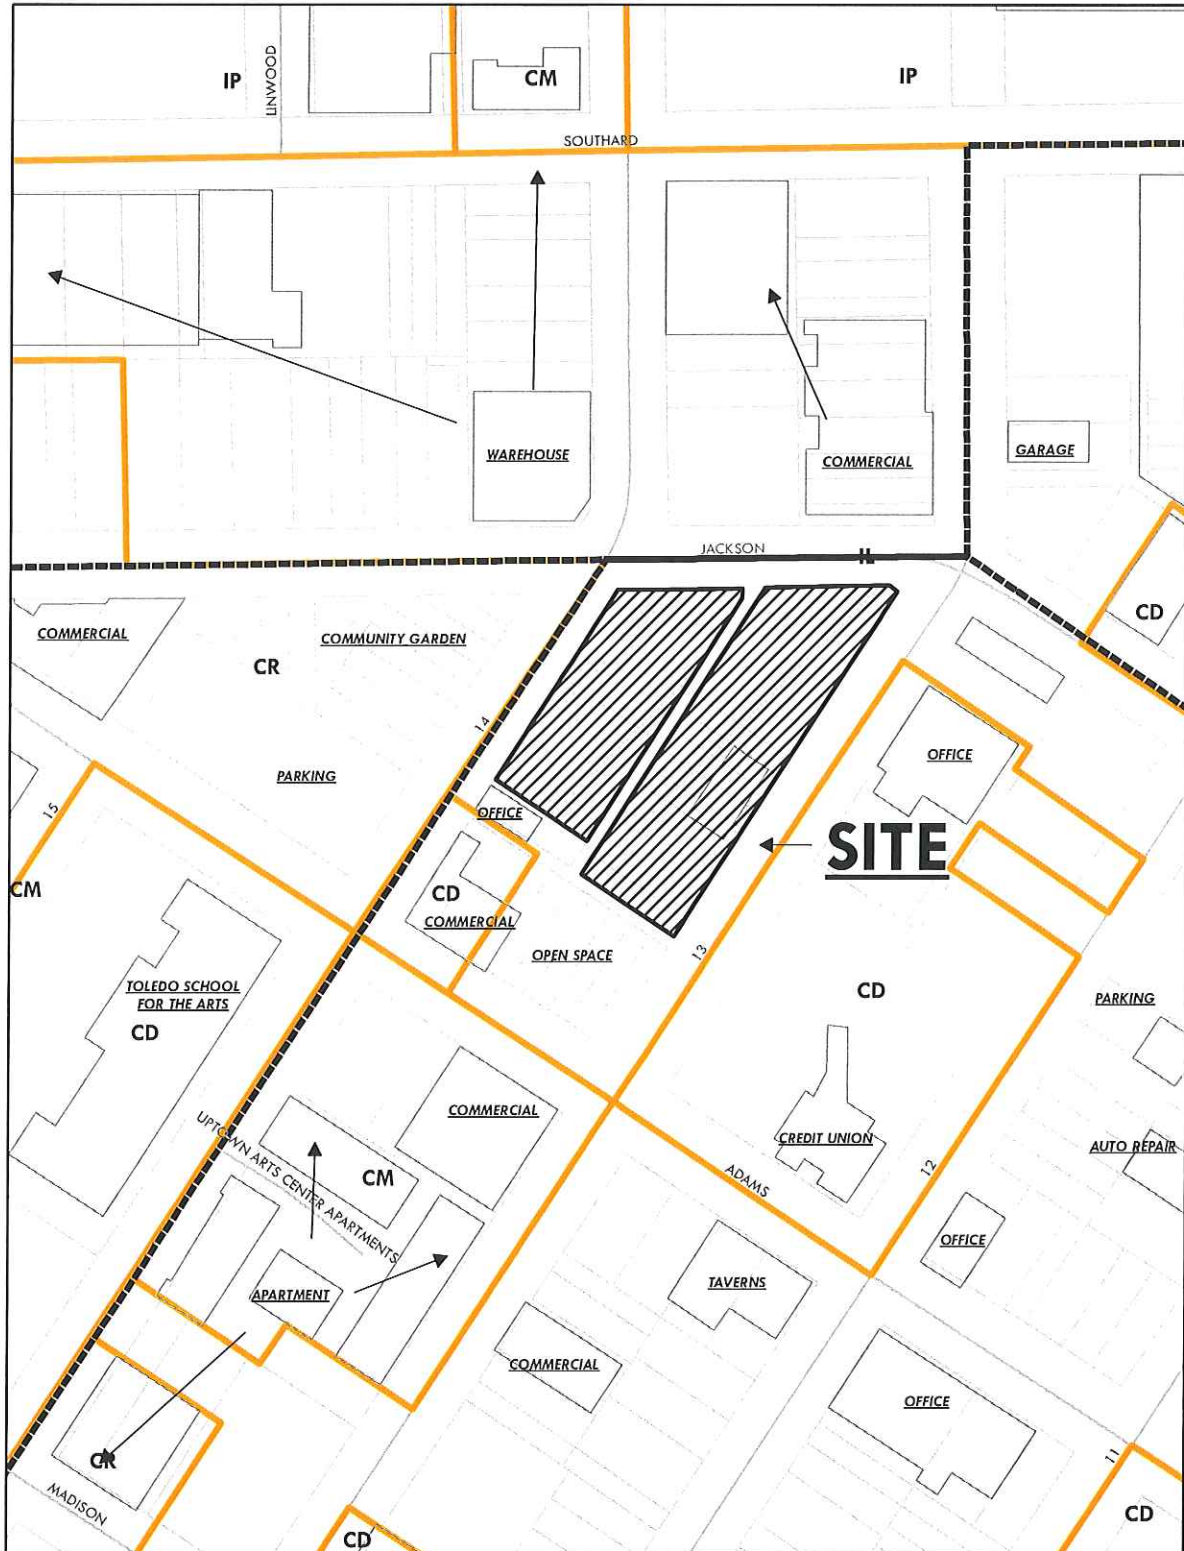 IP
LINWOOD
CM
IP
SOUTHARD
WAREHOUSE
COMMERCIAL
GARAGE
JACKSON
CD
COMMERCIAL
COMMUNITY GARDEN
CR
14
OFFICE
PARKING
15
OFFICE
SITE
CM
CD
COMMERCIAL
OPEN SPACE
13
TOLEDO SCHOOL
FOR THE ARTS
CD
CD
PARKING
COMMERCIAL
CREDIT UNION
AUTO REPAIR
UPTOWN ARTS CENTER APARTMENTS
CM
ADAMS
12
OFFICE
APARTMENT
TAVERNS
COMMERCIAL
OFFICE
CR
MADISON
11
CD
CD